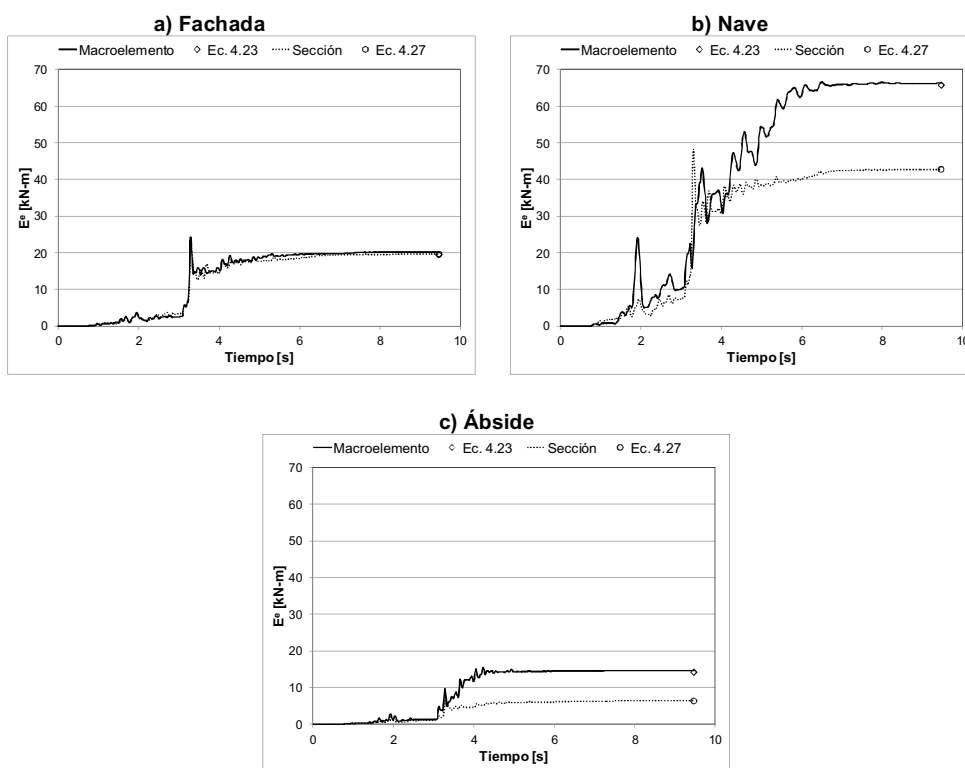 a) Fachada
Macroelemento Ec. 4.23 Sección Ec. 4.27
70
60
50
40
30
20
10
0
Eᵉ [kN-m]
0 2 4 6 8 10
Tiempo [s]
b) Nave
Macroelemento Ec. 4.23 Sección Ec. 4.27
70
60
50
40
30
20
10
0
Eᵉ [kN-m]
0 2 4 6 8 10
Tiempo [s]
c) Ábside
Macroelemento Ec. 4.23 Sección Ec. 4.27
70
60
50
40
30
20
10
0
Eᵉ [kN-m]
0 2 4 6 8 10
Tiempo [s]